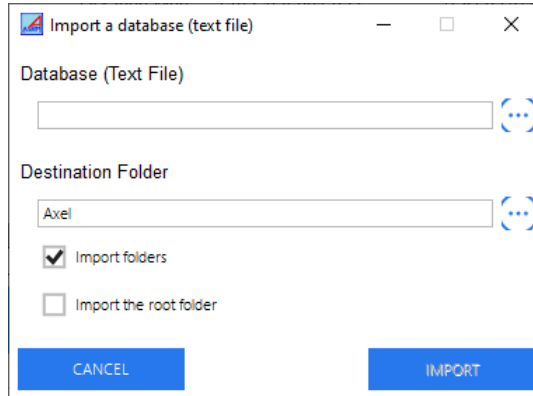 Import a database (text file)
Database (Text File)
Destination Folder
Axel
Import folders
Import the root folder
CANCEL
IMPORT